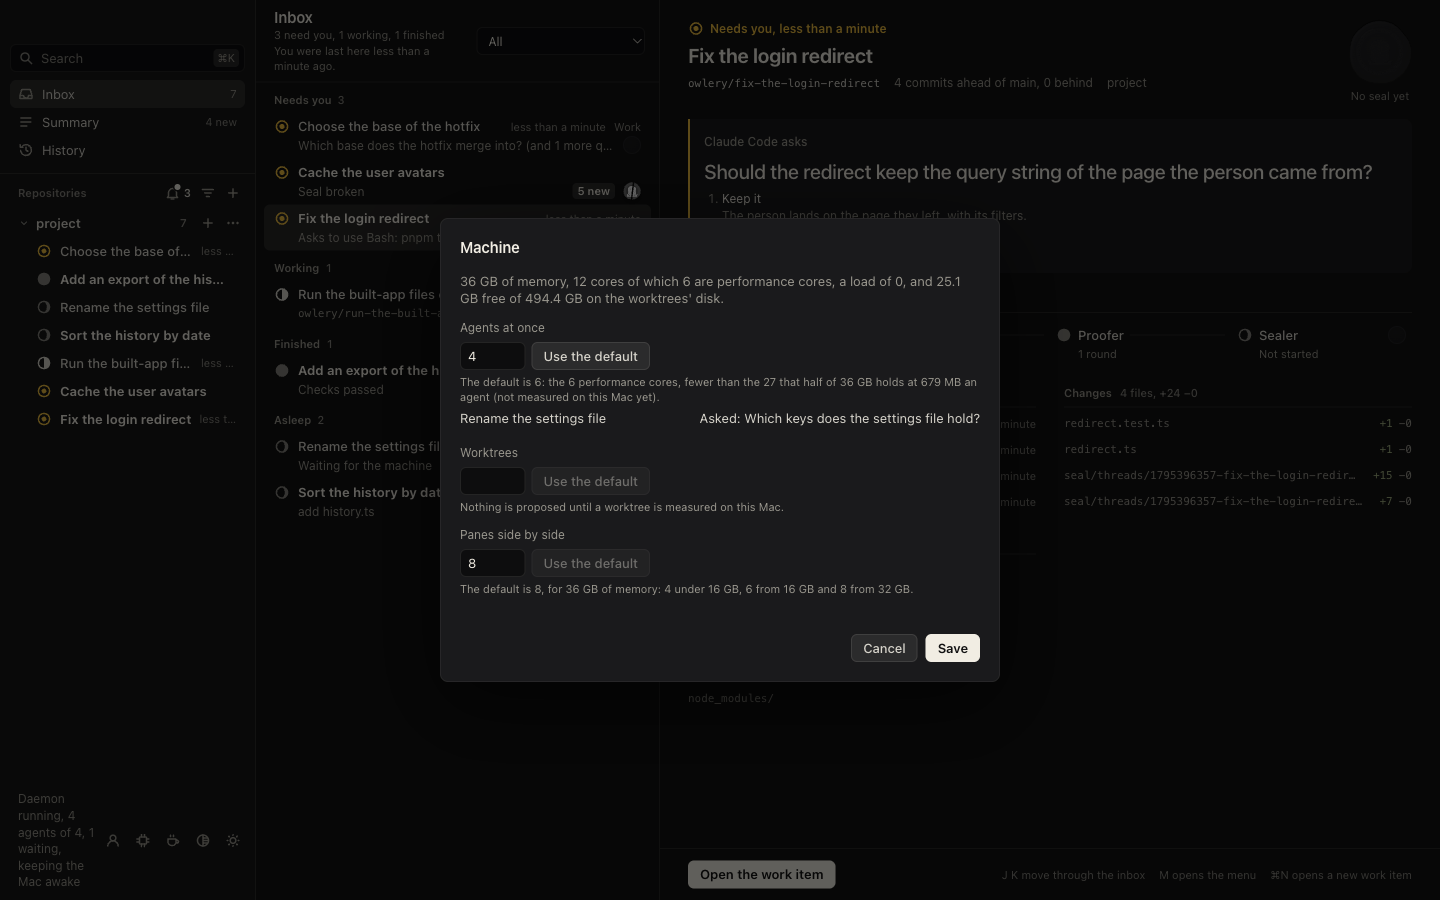 Search ⌘K
Inbox 7
Summary 4 new
History
Repositories 3
project 7
Choose the base of... less ...
Add an export of the his...
Rename the settings file
Sort the history by date
Run the built-app fi... less ...
Cache the user avatars
Fix the login redirect less t...
Daemon
running, 4
agents of 4, 1
waiting,
keeping the
Mac awake
Inbox
3 need you, 1 working, 1 finished
You were last here less than a
minute ago.
All
Needs you 3
Choose the base of the hotfix less than a minute Work
Which base does the hotfix merge into? (and 1 more q...
Cache the user avatars
Seal broken 5 new
Fix the login redirect
Asks to use Bash: pnpm t
Working 1
Run the built-app files
owlery/run-the-built-a
Finished 1
Add an export of the h
Checks passed
Asleep 2
Rename the settings fil
Waiting for the machine
Sort the history by dat
add history.ts
Needs you, less than a minute
Fix the login redirect
owlery/fix-the-login-redirect 4 commits ahead of main, 0 behind project
No seal yet
Claude Code asks
Should the redirect keep the query string of the page the person came from?
1. Keep it
The person lands on the page they left, with its filters.
Proofer
1 round
Sealer
Not started
Changes 4 files, +24 −0
minute
redirect.test.ts +1 −0
minute
redirect.ts +1 −0
minute
seal/threads/1795396357-fix-the-login-redir... +15 −0
minute
seal/threads/1795396357-fix-the-login-redire... +7 −0
node_modules/
Open the work item
J K move through the inbox M opens the menu ⌘N opens a new work item
Machine
36 GB of memory, 12 cores of which 6 are performance cores, a load of 0, and 25.1
GB free of 494.4 GB on the worktrees' disk.
Agents at once
4 Use the default
The default is 6: the 6 performance cores, fewer than the 27 that half of 36 GB holds at 679 MB an
agent (not measured on this Mac yet).
Rename the settings file Asked: Which keys does the settings file hold?
Worktrees
Use the default
Nothing is proposed until a worktree is measured on this Mac.
Panes side by side
8 Use the default
The default is 8, for 36 GB of memory: 4 under 16 GB, 6 from 16 GB and 8 from 32 GB.
Cancel Save